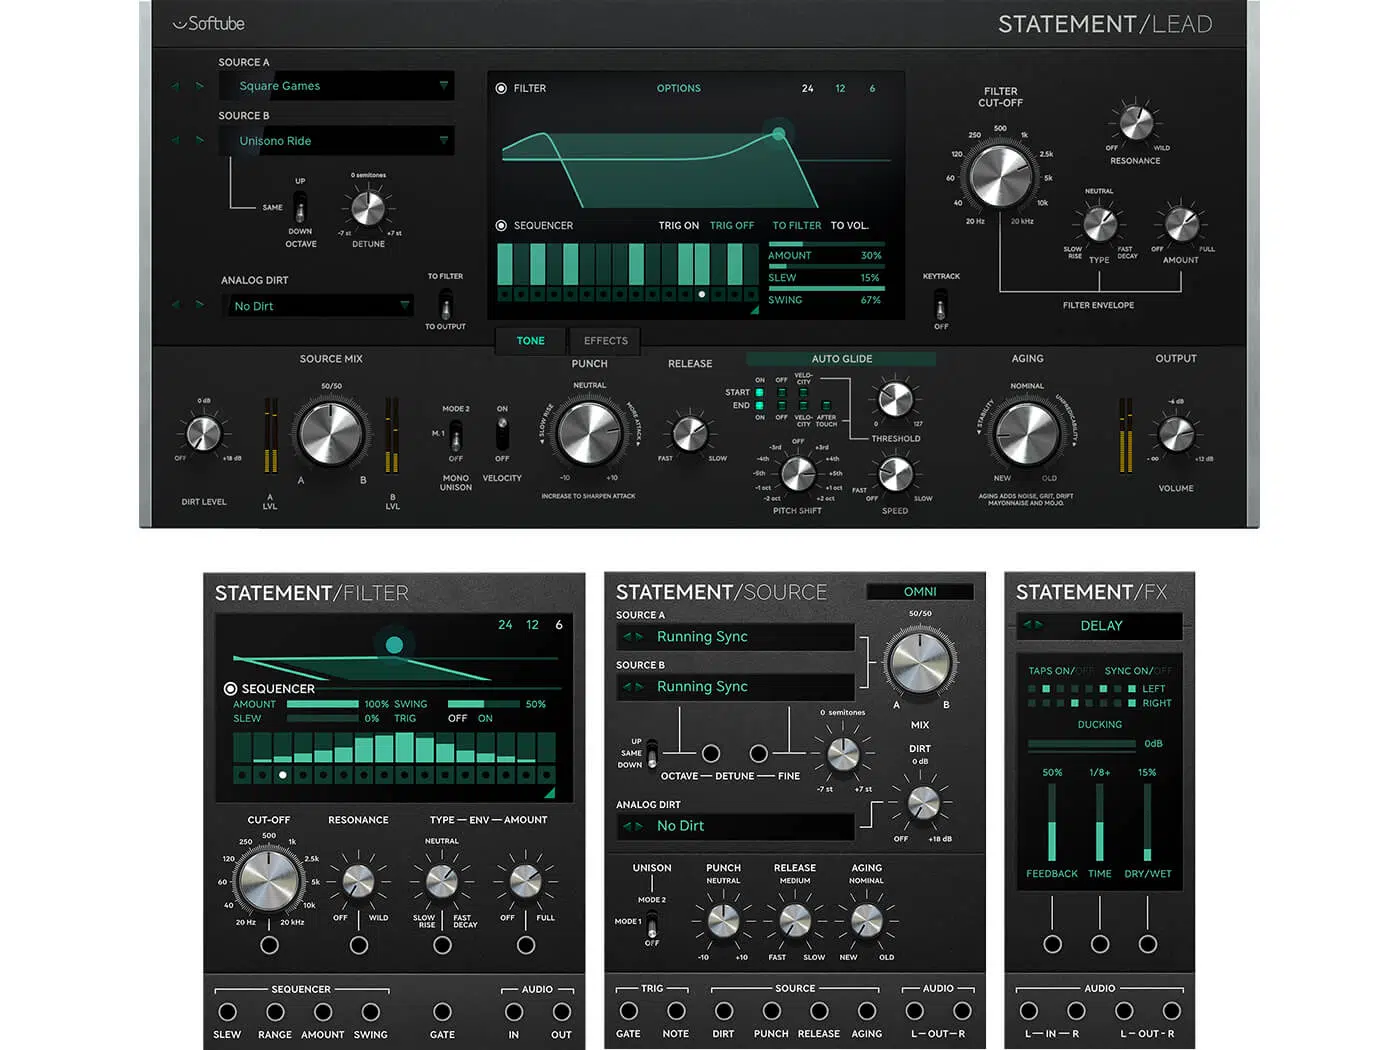 Softube
STATEMENT/LEAD
SOURCE A
Square Games
SOURCE B
Unisono Ride
UP
SAME
DOWN
OCTAVE
0 semitones
-7 st +7 st
DETUNE
ANALOG DIRT
No Dirt
TO FILTER
TO OUTPUT
FILTER OPTIONS 24 12 6
SEQUENCER TRIG ON TRIG OFF TO FILTER TO VOL.
AMOUNT 30%
SLEW 15%
SWING 67%
TONE EFFECTS
FILTER
CUT-OFF
500
250 1k
120 2.5k
60 5k
40 10k
20 Hz 20 kHz
OFF WILD
RESONANCE
NEUTRAL
SLOW
RISE
FAST
DECAY
TYPE
OFF FULL
AMOUNT
FILTER ENVELOPE
KEYTRACK
OFF
0 dB
OFF +18 dB
DIRT LEVEL
SOURCE MIX
50/50
A B
A
LVL
B
LVL
MODE 2
M. 1
OFF
MONO
UNISON
ON
OFF
VELOCITY
PUNCH
NEUTRAL
SLOW RISE
MORE ATTACK
-10 +10
INCREASE TO SHARPEN ATTACK
RELEASE
FAST SLOW
AUTO GLIDE
ON OFF VELO-
CITY
START
END
ON OFF VELO-
CITY
AFTER
TOUCH
0 127
THRESHOLD
OFF
-3rd +3rd
-4th +4th
-5th +5th
-1 oct +1 oct
-2 oct +2 oct
PITCH SHIFT
FAST
OFF
SLOW
SPEED
AGING
NOMINAL
STABILITY
UNPREDICTABILITY
NEW OLD
AGING ADDS NOISE, GRIT, DRIFT
MAYONNAISE AND MOJO.
OUTPUT
-6 dB
-∞ +12 dB
VOLUME
STATEMENT/FILTER
24 12 6
SEQUENCER
AMOUNT 100% SWING 50%
SLEW 0% TRIG OFF ON
CUT-OFF RESONANCE TYPE — ENV — AMOUNT
500
250 1k
120 2.5k
60 5k
40 10k
20 Hz 20 kHz
OFF WILD
NEUTRAL
SLOW
RISE
FAST
DECAY
OFF FULL
SEQUENCER AUDIO
SLEW RANGE AMOUNT SWING GATE IN OUT
STATEMENT/SOURCE
OMNI
SOURCE A
Running Sync
SOURCE B
Running Sync
50/50
A B
MIX
UP
SAME
DOWN
OCTAVE — DETUNE — FINE
0 semitones
-7 st +7 st
DIRT
0 dB
OFF +18 dB
ANALOG DIRT
No Dirt
UNISON
MODE 2
MODE 1
OFF
PUNCH
NEUTRAL
-10 +10
RELEASE
MEDIUM
FAST SLOW
AGING
NOMINAL
NEW OLD
TRIG SOURCE AUDIO
GATE NOTE DIRT PUNCH RELEASE AGING L—OUT—R
STATEMENT/FX
DELAY
TAPS ON/OFF SYNC ON/OFF
LEFT
RIGHT
DUCKING
0dB
50% 1/8+ 15%
FEEDBACK TIME DRY/WET
AUDIO
L—IN—R L—OUT-R